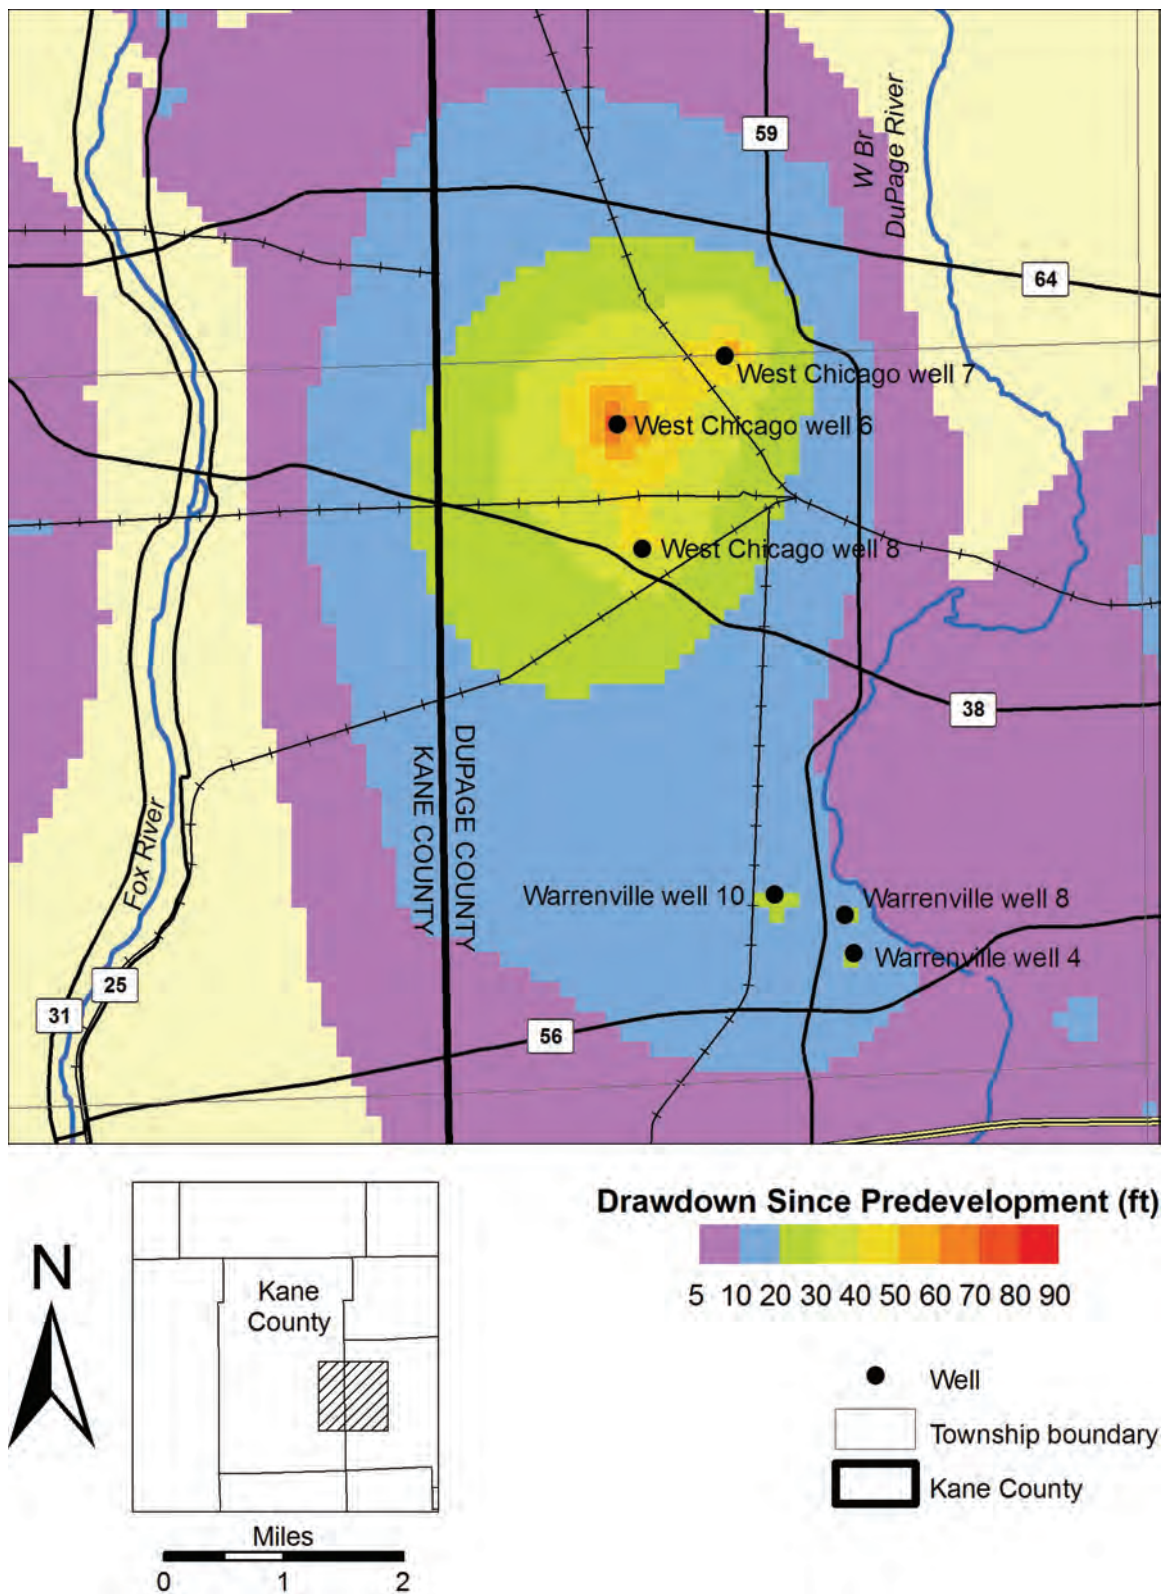 59
W Br
DuPage River
64
West Chicago well 7
West Chicago well 6
West Chicago well 8
38
DUPAGE COUNTY
KANE COUNTY
Fox River
Warrenville well 10
Warrenville well 8
Warrenville well 4
25
31
56
Drawdown Since Predevelopment (ft)
5 10 20 30 40 50 60 70 80 90
N
Kane
County
Well
Township boundary
Kane County
Miles
0 1 2